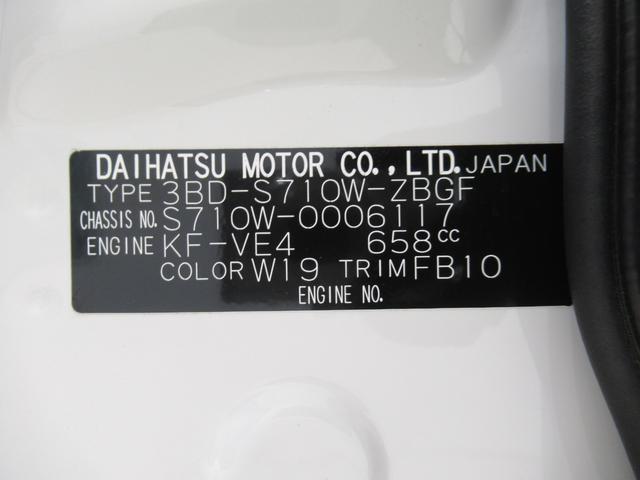 DAIHATSU MOTOR CO., LTD. JAPAN
TYPE 3BD-S710W-ZBGF
CHASSIS NO. S710W-0006117
ENGINE KF-VE4 658cc
COLOR W19 TRIM FB10
ENGINE NO.